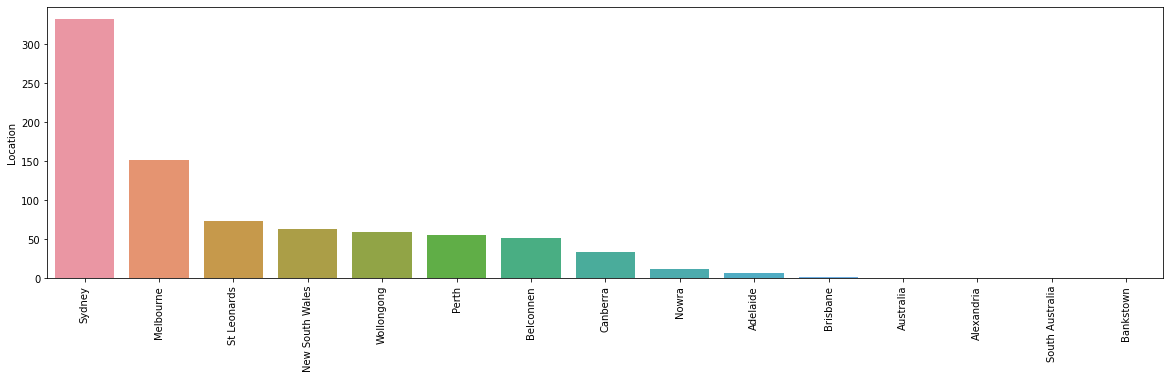 300
250
200
150
100
50
0
Location
Sydney
Melbourne
St Leonards
New South Wales
Wollongong
Perth
Belconnen
Canberra
Nowra
Adelaide
Brisbane
Australia
Alexandria
South Australia
Bankstown